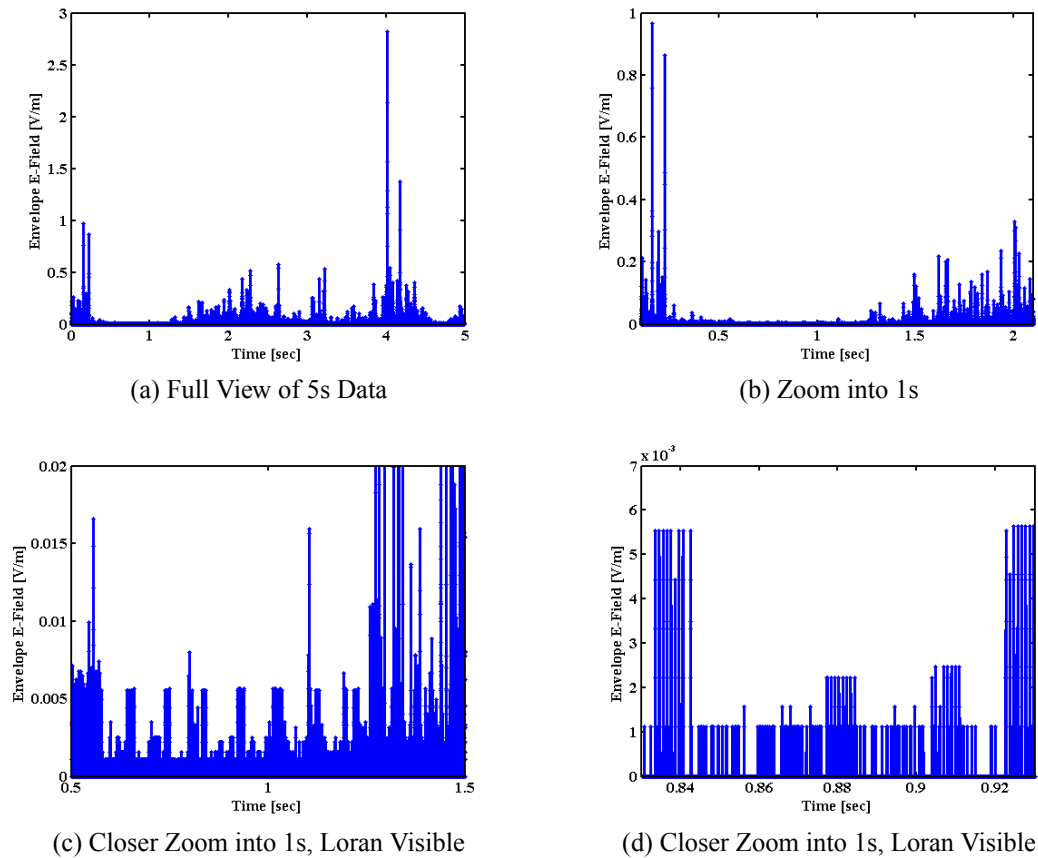 3
2.5
2
1.5
1
0.5
0
Envelope E-Field [V/m]
0 1 2 3 4 5
Time [sec]
(a) Full View of 5s Data
1
0.8
0.6
0.4
0.2
0
Envelope E-Field [V/m]
0.5 1 1.5 2
Time [sec]
(b) Zoom into 1s
0.02
0.015
0.01
0.005
0
Envelope E-Field [V/m]
0.5 1 1.5
Time [sec]
(c) Closer Zoom into 1s, Loran Visible
x 10-3
7
6
5
4
3
2
1
0
Envelope E-Field [V/m]
0.84 0.86 0.88 0.9 0.92
Time [sec]
(d) Closer Zoom into 1s, Loran Visible